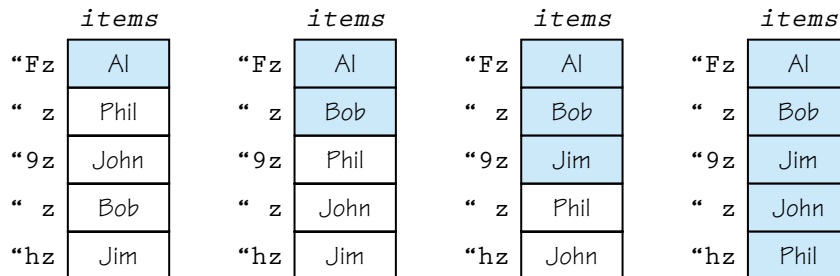 items items items items
“Fz Al “Fz Al “Fz Al “Fz Al
“ z Phil “ z Bob “ z Bob “ z Bob
“9z John “9z Phil “9z Jim “9z Jim
“ z Bob “ z John “ z Phil “ z John
“hz Jim “hz Jim “hz John “hz Phil